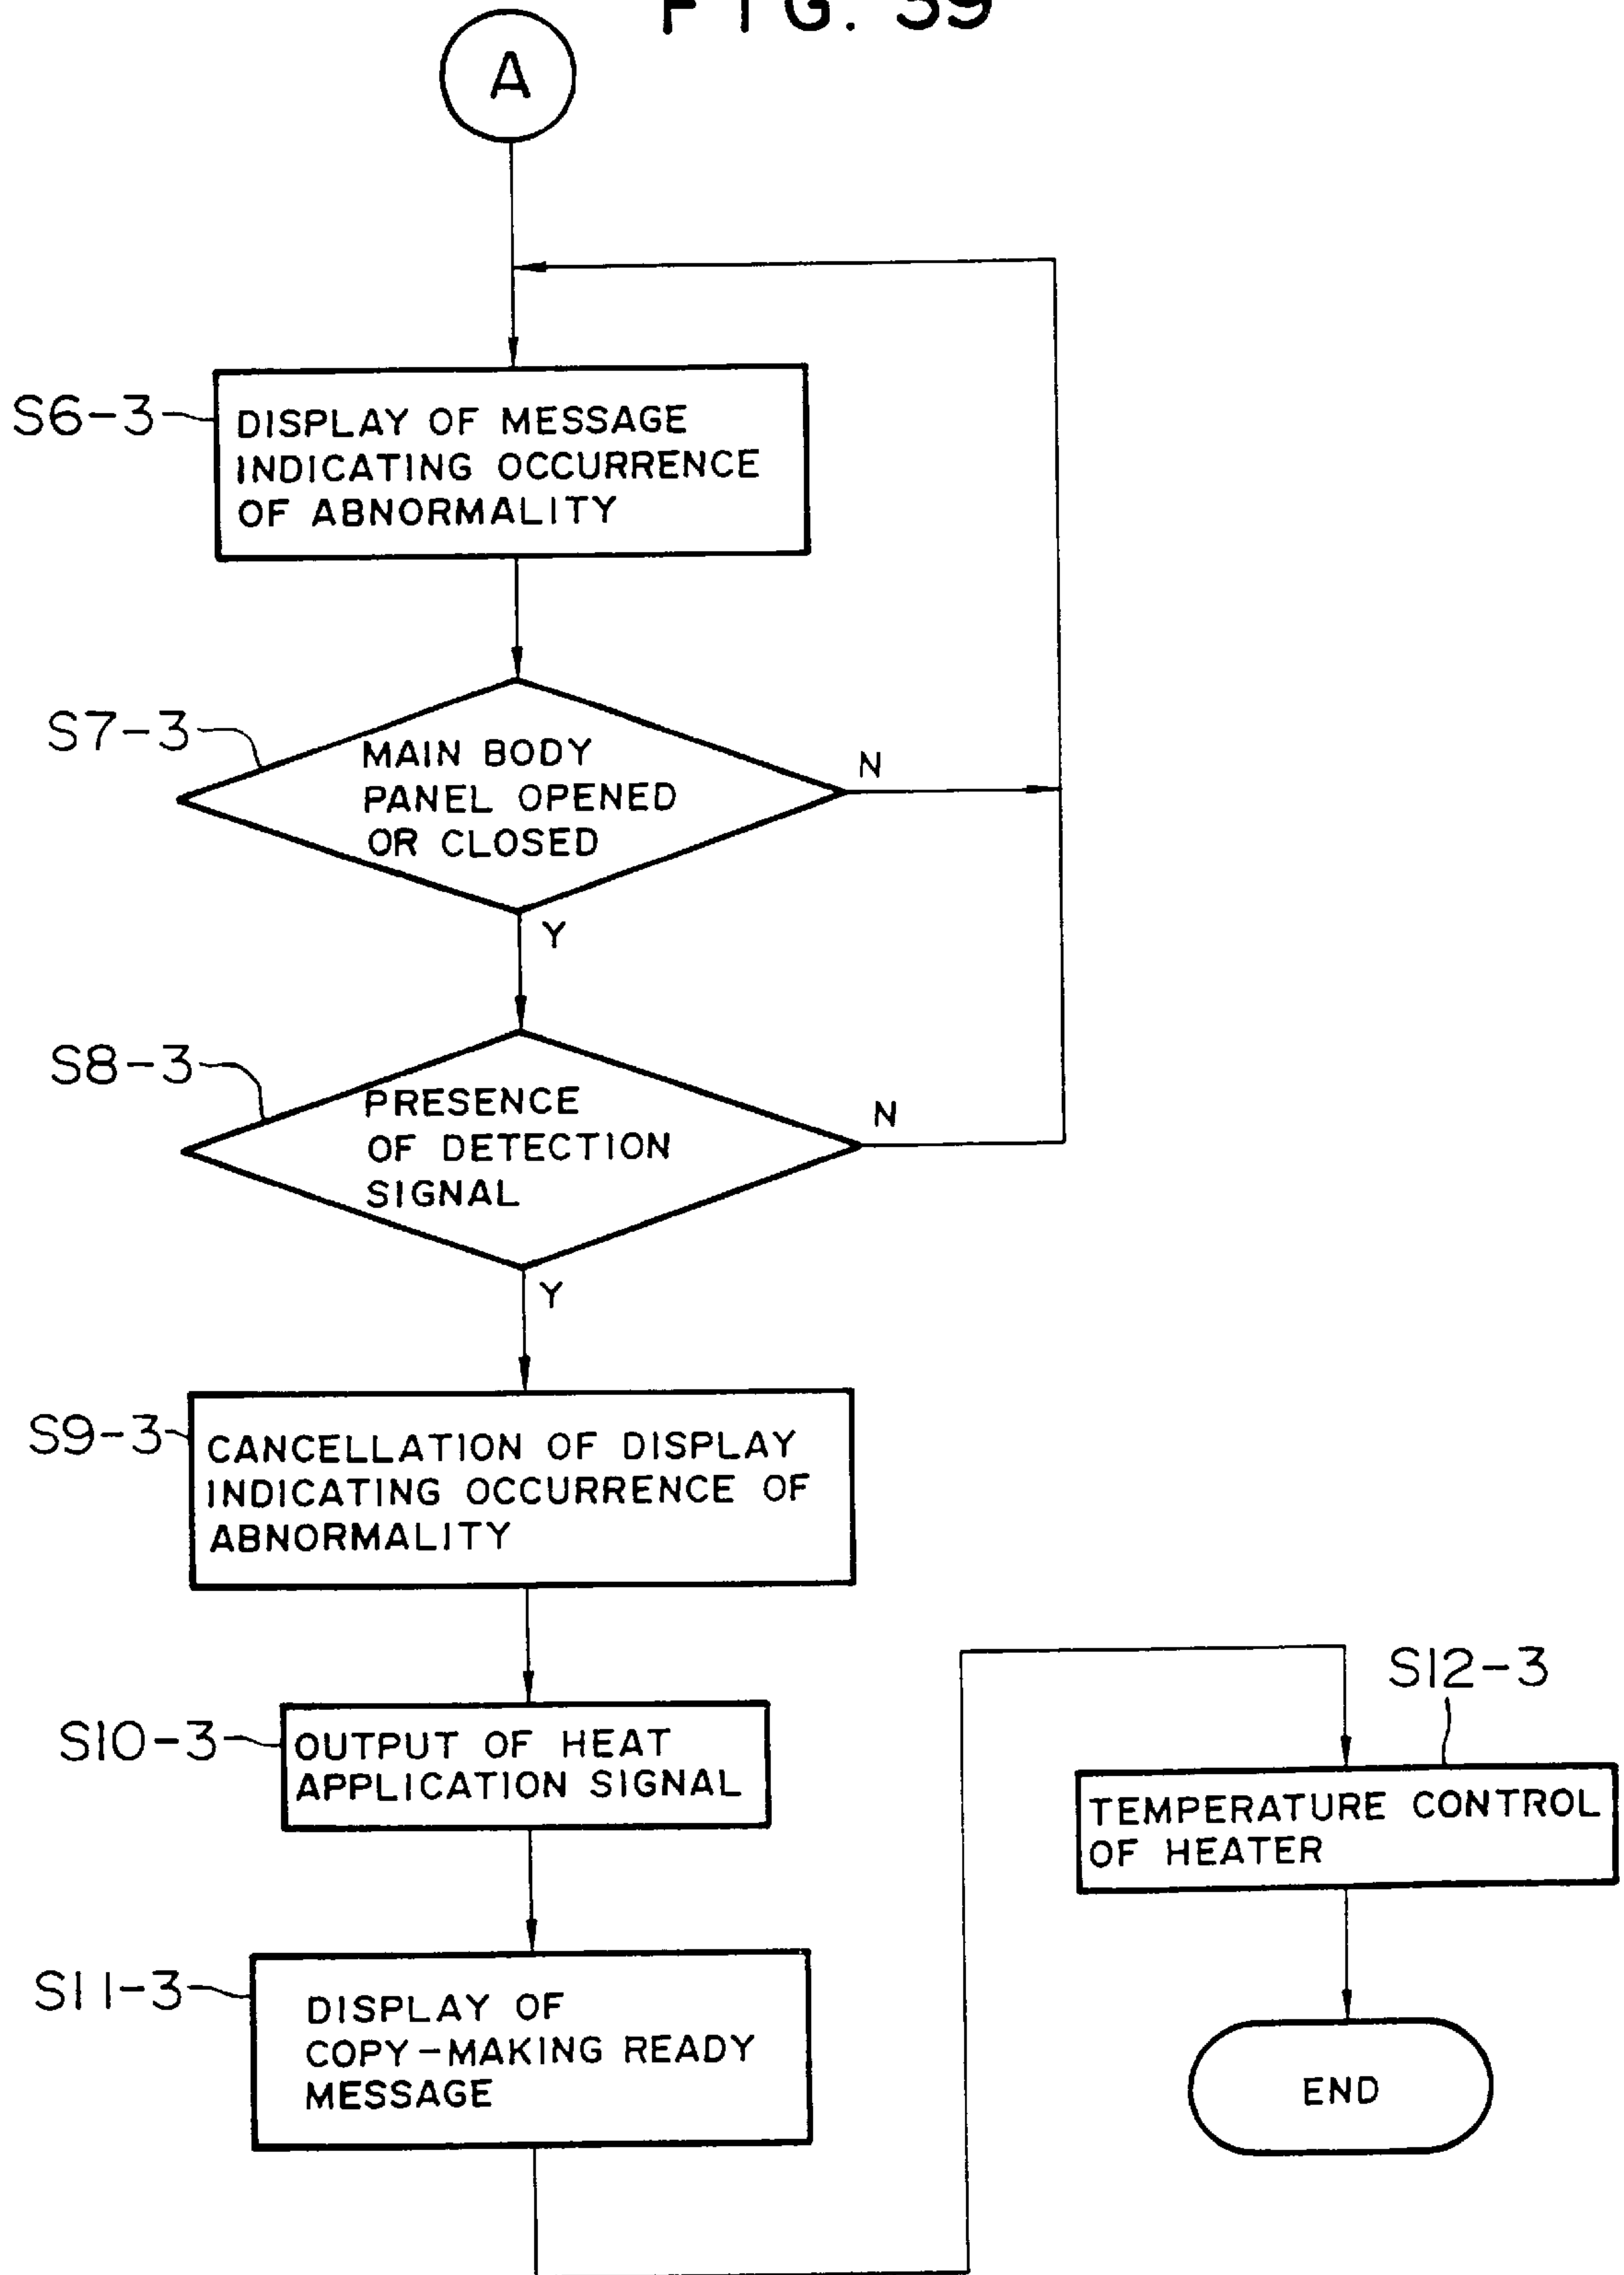 FIG. 39
A
S6-3
DISPLAY OF MESSAGE
INDICATING OCCURRENCE
OF ABNORMALITY
S7-3
MAIN BODY
PANEL OPENED
OR CLOSED
N
Y
S8-3
PRESENCE
OF DETECTION
SIGNAL
N
Y
S9-3
CANCELLATION OF DISPLAY
INDICATING OCCURRENCE OF
ABNORMALITY
S10-3
OUTPUT OF HEAT
APPLICATION SIGNAL
S11-3
DISPLAY OF
COPY-MAKING READY
MESSAGE
S12-3
TEMPERATURE CONTROL
OF HEATER
END